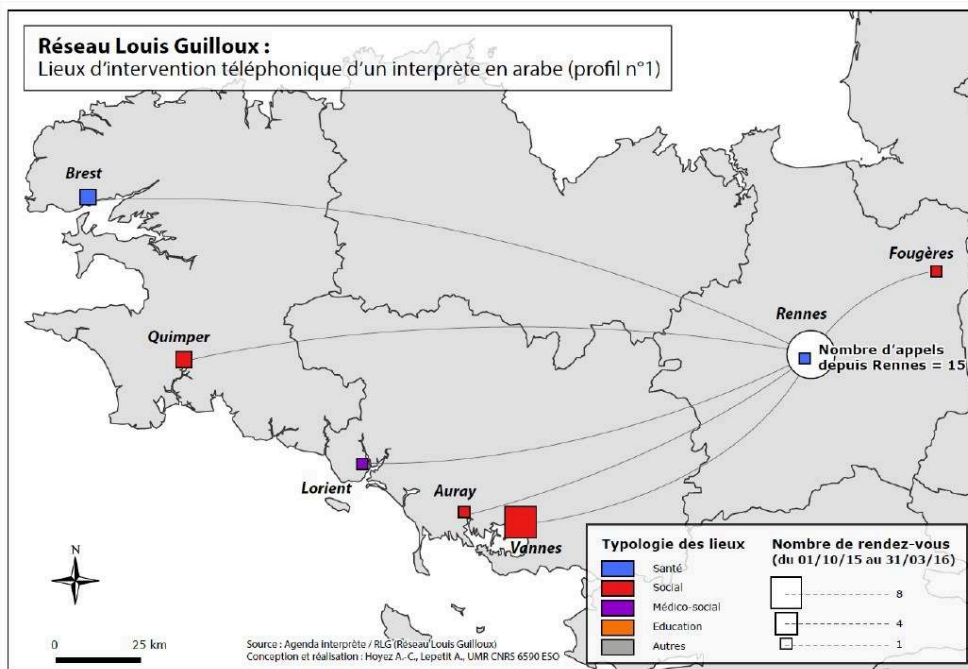 Réseau Louis Guilloux :
Lieux d'intervention téléphonique d'un interprète en arabe (profil n°1)
Brest
Fougères
Rennes
Quimper
Nombre d'appels
depuis Rennes = 15
Lorient
Auray
Vannes
Typologie des lieux
Santé
Social
Médico-social
Education
Autres
Nombre de rendez-vous
(du 01/10/15 au 31/03/16)
8
4
1
N
0 25 km
Source : Agenda interprète / RLG (Réseau Louis Guilloux)
Conception et réalisation : Hoyez A.-C., Lepetit A., UMR CNRS 6590 ESO